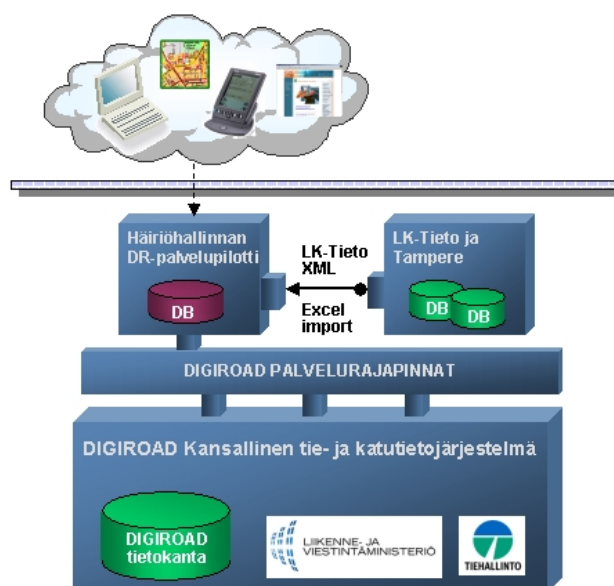 Häiriöhallinnan
DR-palvelupilotti
DB
LK-Tieto
XML
Excel
import
LK-Tieto ja
Tampere
DB
DB
DIGIROAD PALVELURAJAPINNAT
DIGIROAD Kansallinen tie- ja katutietojärjestelmä
DIGIROAD
tietokanta
LIIKENNE- JA
VIESTINTÄMINISTERIÖ
TIEHALLINTO